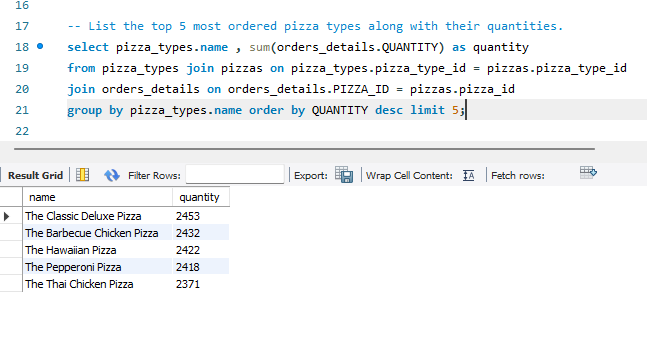 16
17 -- List the top 5 most ordered pizza types along with their quantities.
18 select pizza_types.name , sum(orders_details.QUANTITY) as quantity
19 from pizza_types join pizzas on pizza_types.pizza_type_id = pizzas.pizza_type_id
20 join orders_details on orders_details.PIZZA_ID = pizzas.pizza_id
21 group by pizza_types.name order by QUANTITY desc limit 5;
22
Result Grid Filter Rows: Export: Wrap Cell Content: IA Fetch rows:
name quantity
The Classic Deluxe Pizza 2453
The Barbecue Chicken Pizza 2432
The Hawaiian Pizza 2422
The Pepperoni Pizza 2418
The Thai Chicken Pizza 2371